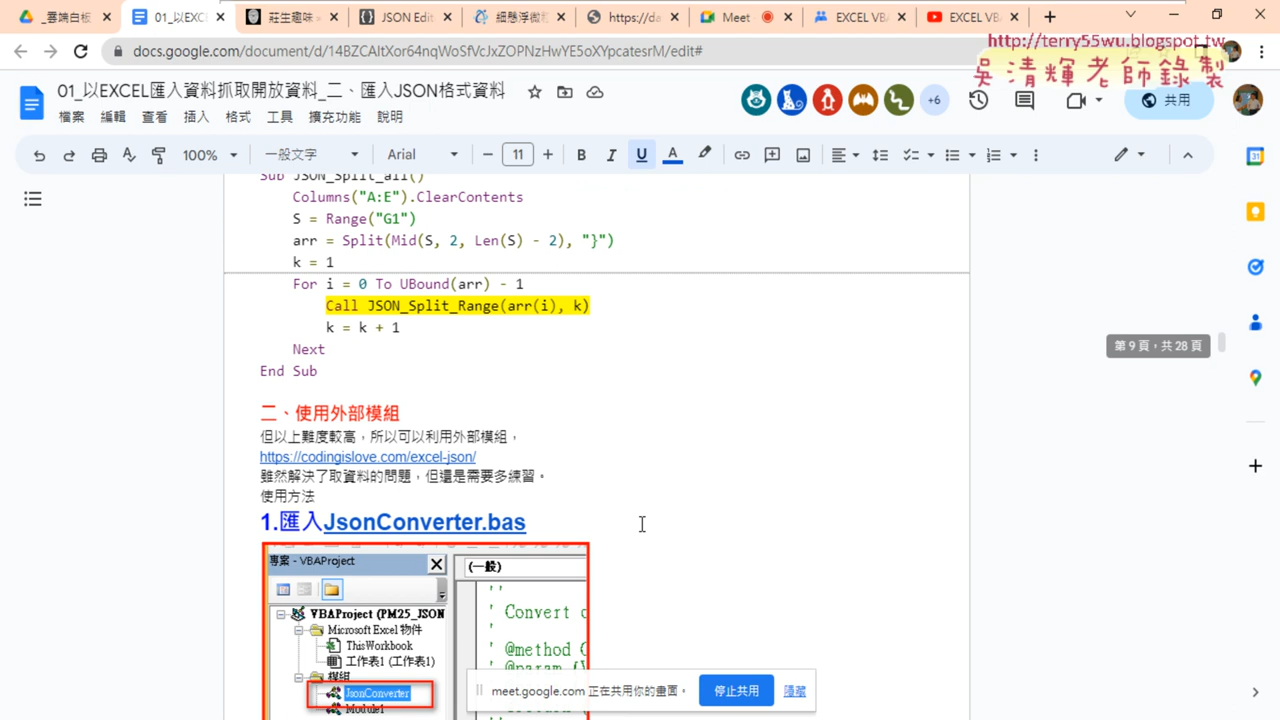 _雲端白板
01_以EXC
莊生趣味
JSON Edit
細懸浮微粒
https://da
Meet
EXCEL VBA
EXCEL VBA
docs.google.com/document/d/14BZCAltXor64nqWoSfVcJxZOPNzHwYE5oXYpcatesrM/edit#
http://terry55wu.blogspot.tw
吳清輝老師錄製
01_以EXCEL匯入資料抓取開放資料_二、匯入JSON格式資料
檔案 編輯 查看 插入 格式 工具 擴充功能 說明
+6
共用
100% 一般文字 Arial 11
Sub JSON_Split_all()
Columns("A:E").ClearContents
S = Range("G1")
arr = Split(Mid(S, 2, Len(S) - 2), "}")
k = 1
For i = 0 To UBound(arr) - 1
Call JSON_Split_Range(arr(i), k)
k = k + 1
Next
End Sub
第 9 頁，共 28 頁
二、使用外部模組
但以上難度較高，所以可以利用外部模組，
https://codingislove.com/excel-json/
雖然解決了取資料的問題，但還是需要多練習。
使用方法
1.匯入JsonConverter.bas
專案 - VBAProject
(一般)
VBAProject (PM25_JSON
Microsoft Excel 物件
ThisWorkbook
工作表1 (工作表1)
模組
JsonConverter
Module1
' Convert
' @method
' @param
meet.google.com 正在共用你的畫面。
停止共用
隱藏